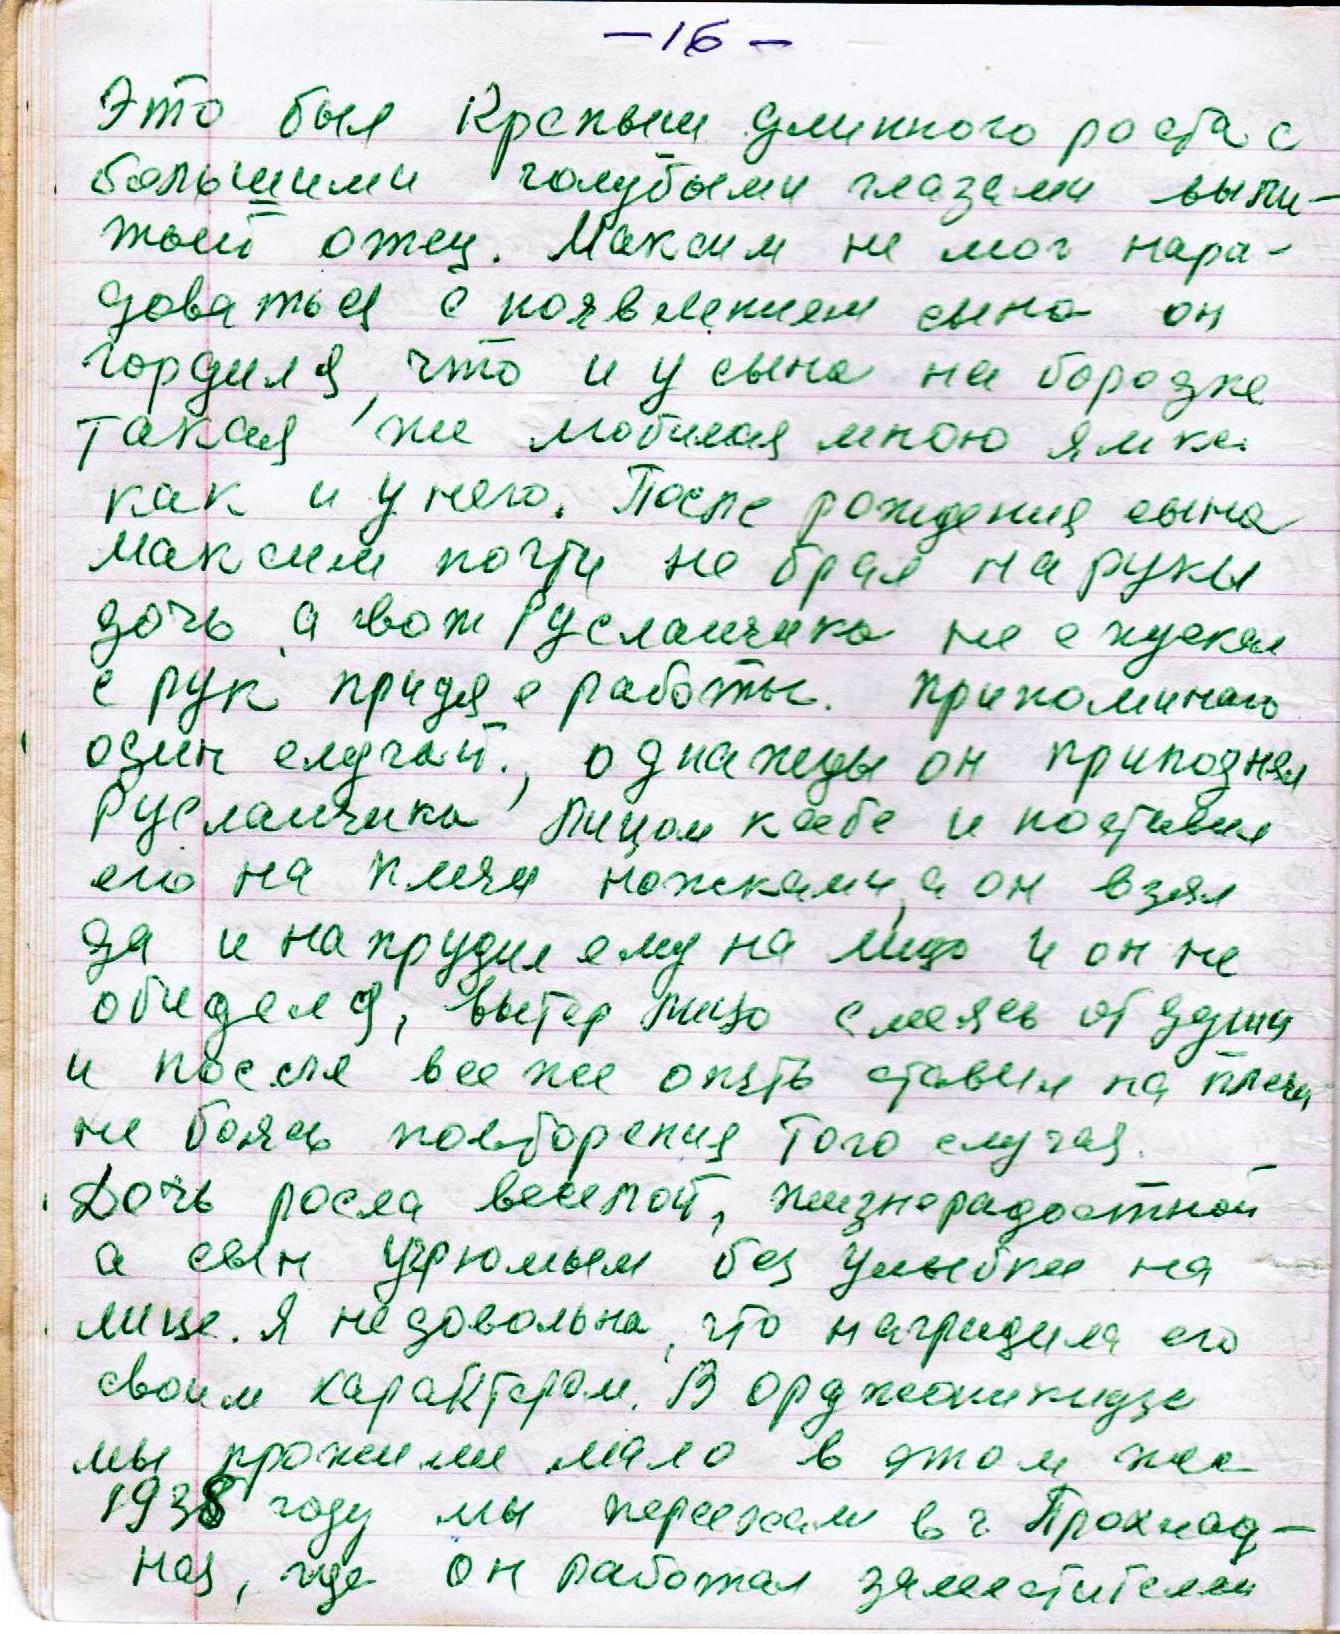 – 16 –
Это был крепыш длинного роста с
большими голубыми глазами выли-
тый отец. Максим не мог нара-
доваться с появлением сына он
гордился, что и у сына на бородке
такая же любимая мною ямка
как и у него. После рождения сына
Максим почти не брал на руки
дочь, а вот Русланчика не спускал
с рук придя с работы. Припоминаю
один случай., однажды он приподнял
Русланчика лицом к себе и поставил
его на плечи ножками, а он взял
да и напрудил ему на лицо и он не
обиделся, вытер лицо смеясь от души
и после все же опять ставил на плечи
не боясь повторения того случая.
Дочь росла веселой, жизнерадостной
а сын угрюмым без улыбки на
лице. Я недовольна, что наградила его
своим характером. В Орджоникидзе
мы прожили мало в этом же
1938 году мы переехали в г. Прохлад-
ная, где он работал заместителем